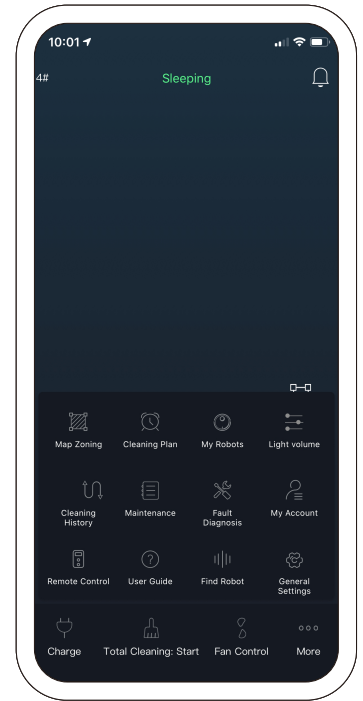 10:01
4# Sleeping
Map Zoning Cleaning Plan My Robots Light volume
Cleaning History Maintenance Fault Diagnosis My Account
Remote Control User Guide Find Robot General Settings
Charge Total Cleaning: Start Fan Control More